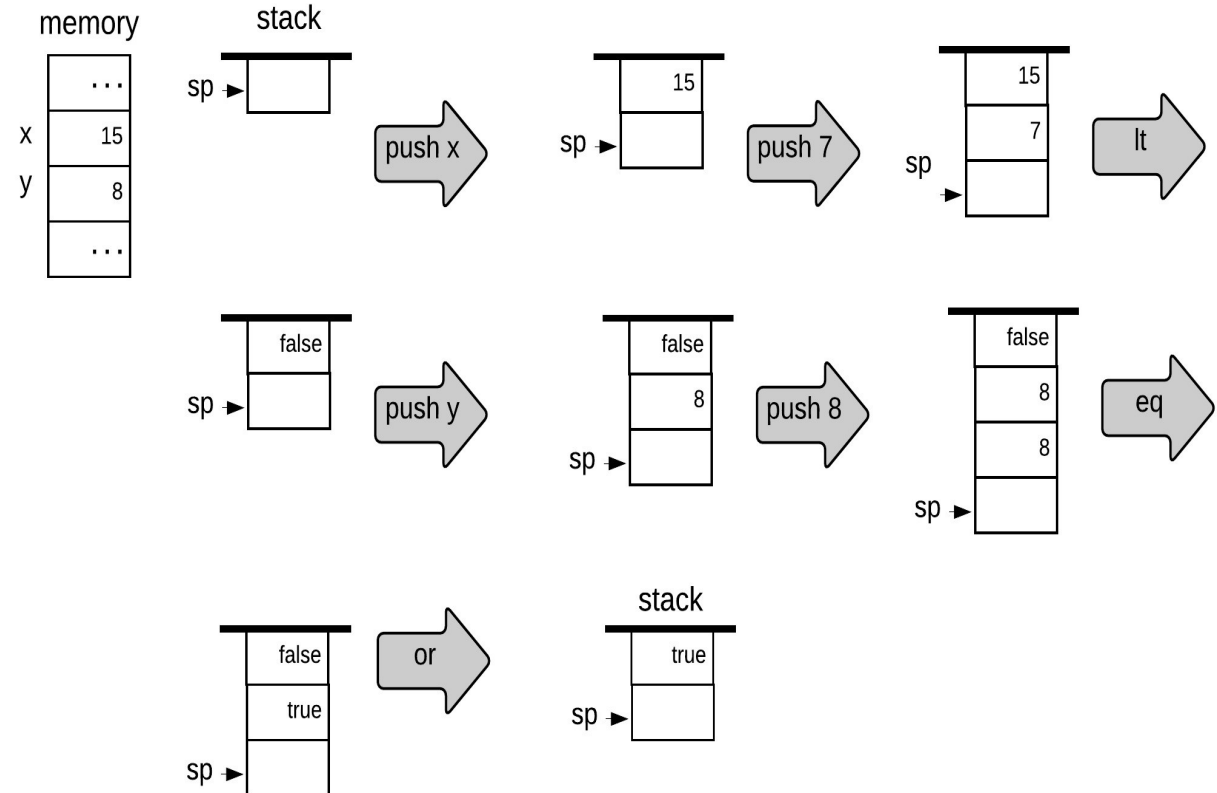 memory
stack
...
x 15
y 8
...
sp
push x
15
sp
push 7
15
7
sp
lt
false
sp
push y
false
8
sp
push 8
false
8
8
sp
eq
false
true
sp
or
stack
true
sp